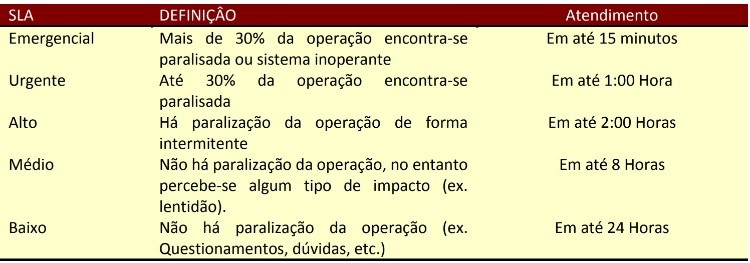 SLA DEFINIÇÃO Atendimento
Emergencial Mais de 30% da operação encontra-se Em até 15 minutos
paralisada ou sistema inoperante
Urgente Até 30% da operação encontra-se Em até 1:00 Hora
paralisada
Alto Há paralização da operação de forma Em até 2:00 Horas
intermitente
Médio Não há paralização da operação, no entanto Em até 8 Horas
percebe-se algum tipo de impacto (ex.
lentidão).
Baixo Não há paralização da operação (ex. Em até 24 Horas
Questionamentos, dúvidas, etc.)